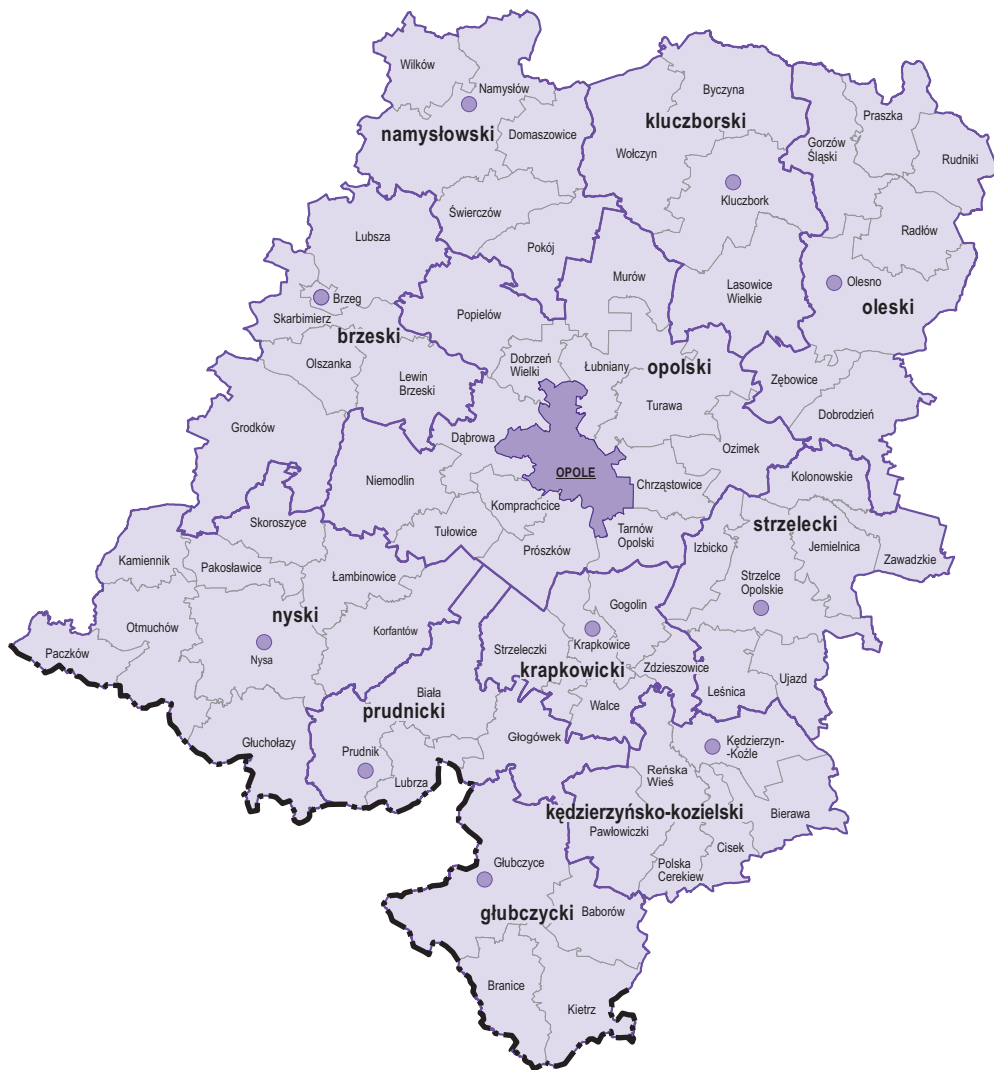 Wilków
Namysłów
namysłowski
Domaszowice
Świerczów
Pokój
Byczyna
kluczborski
Wołczyn
Kluczbork
Lasowice
Wielkie
Praszka
Gorzów
Śląski
Rudniki
Radłów
Olesno
oleski
Zębowice
Dobrodzień
Lubsza
Brzeg
Skarbimierz
brzeski
Olszanka
Lewin
Brzeski
Grodków
Popielów
Murów
Dobrzeń
Wielki
Łubniany
opolski
Turawa
Dąbrowa
Niemodlin
OPOLE
Ozimek
Chrząstowice
Komprachcice
Tułowice
Prószków
Tarnów
Opolski
Kolonowskie
strzelecki
Izbicko
Jemielnica
Zawadzkie
Strzelce
Opolskie
Leśnica
Ujazd
Skoroszyce
Kamiennik
Pakosławice
Łambinowice
nyski
Otmuchów
Korfantów
Paczków
Nysa
Głuchołazy
Gogolin
Krapkowice
Strzeleczki
krapkowicki
Zdzieszowice
Walce
Biała
prudnicki
Głogówek
Prudnik
Lubrza
Kędzierzyn-
-Koźle
Reńska
Wieś
kędzierzyńsko-kozielski
Bierawa
Pawłowiczki
Cisek
Polska
Cerekiew
Głubczyce
głubczycki
Baborów
Branice
Kietrz